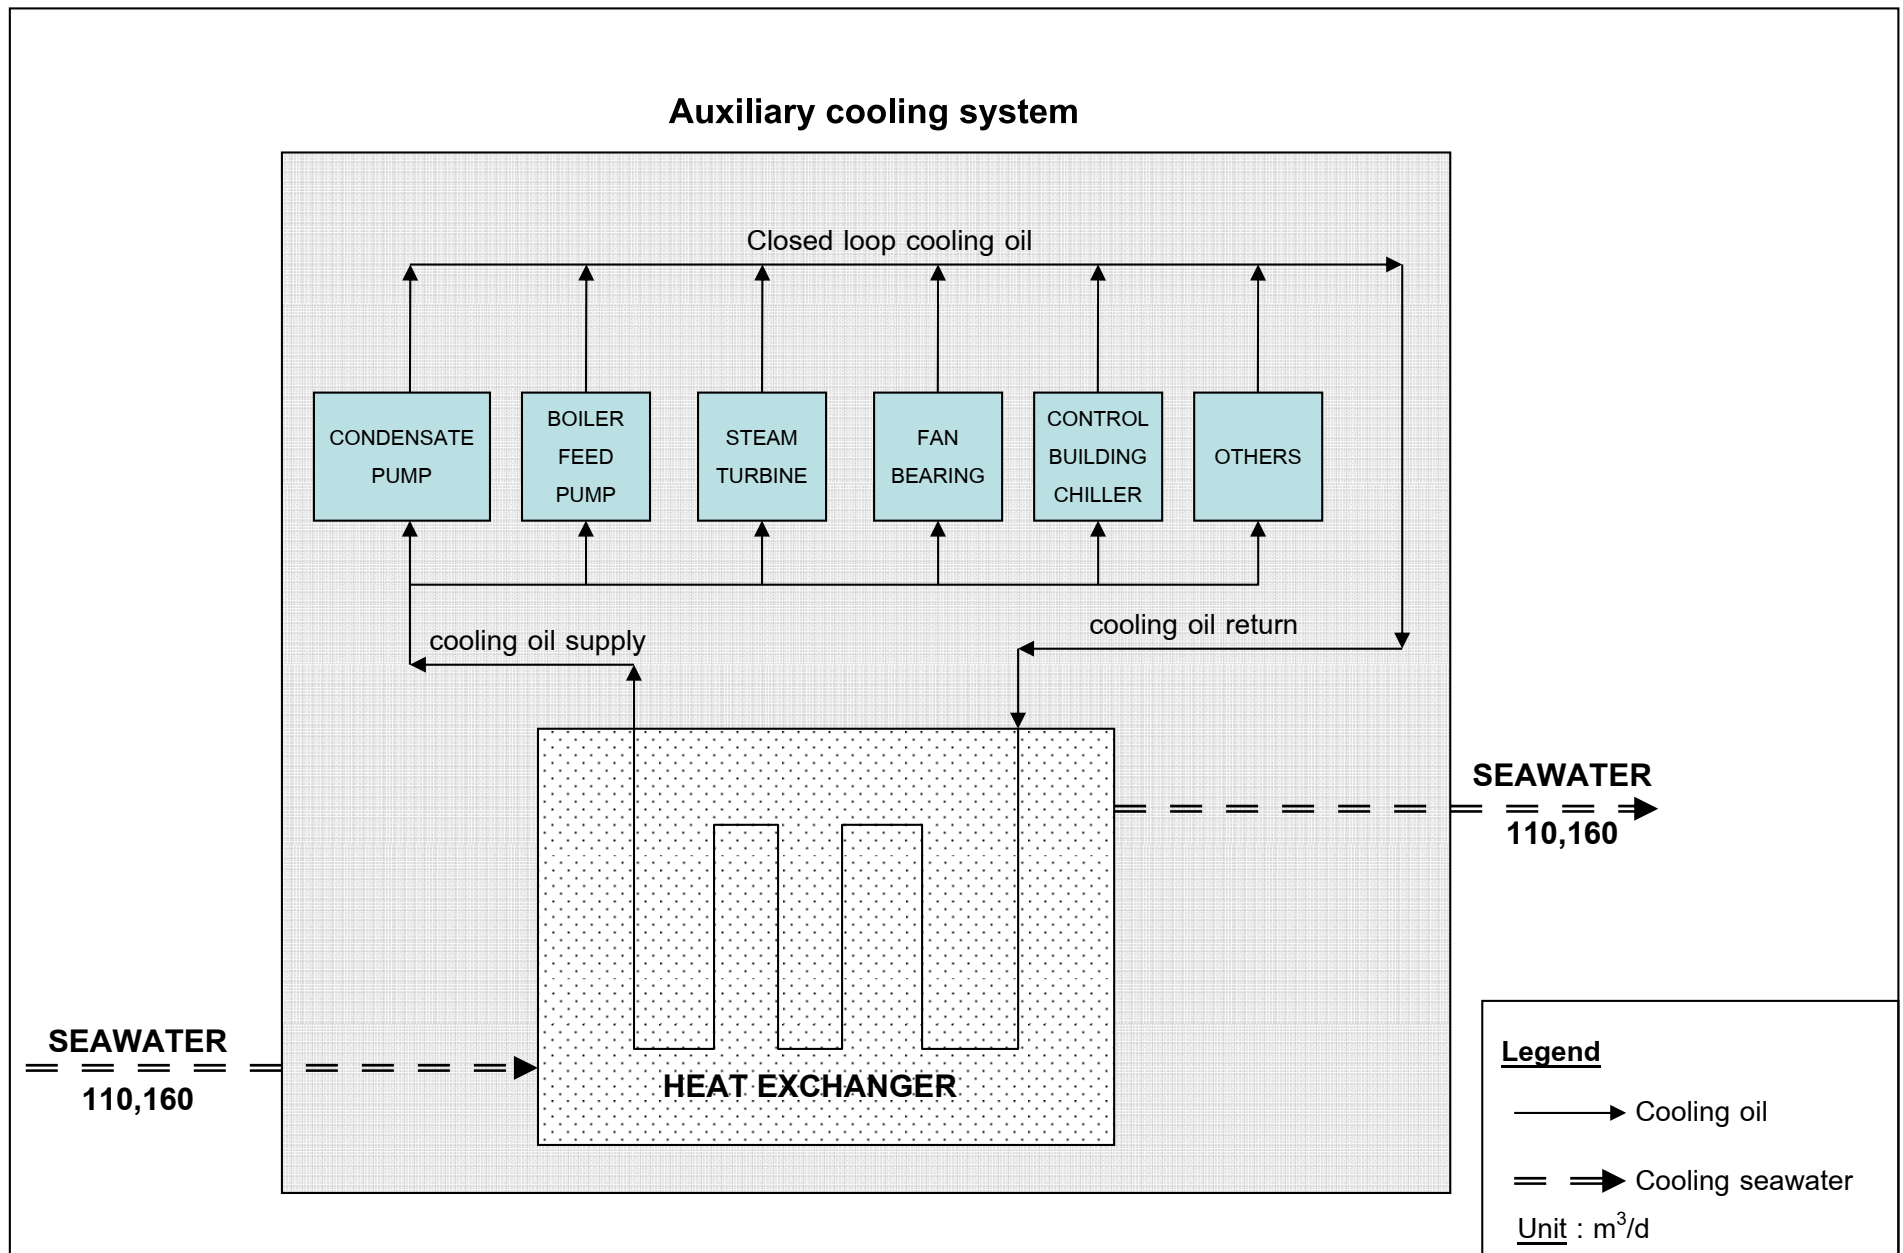 Auxiliary cooling system
Closed loop cooling oil
CONDENSATE
PUMP
BOILER
FEED
PUMP
STEAM
TURBINE
FAN
BEARING
CONTROL
BUILDING
CHILLER
OTHERS
cooling oil supply
cooling oil return
SEAWATER
110,160
SEAWATER
110,160
HEAT EXCHANGER
Legend
Cooling oil
Cooling seawater
Unit : m³/d